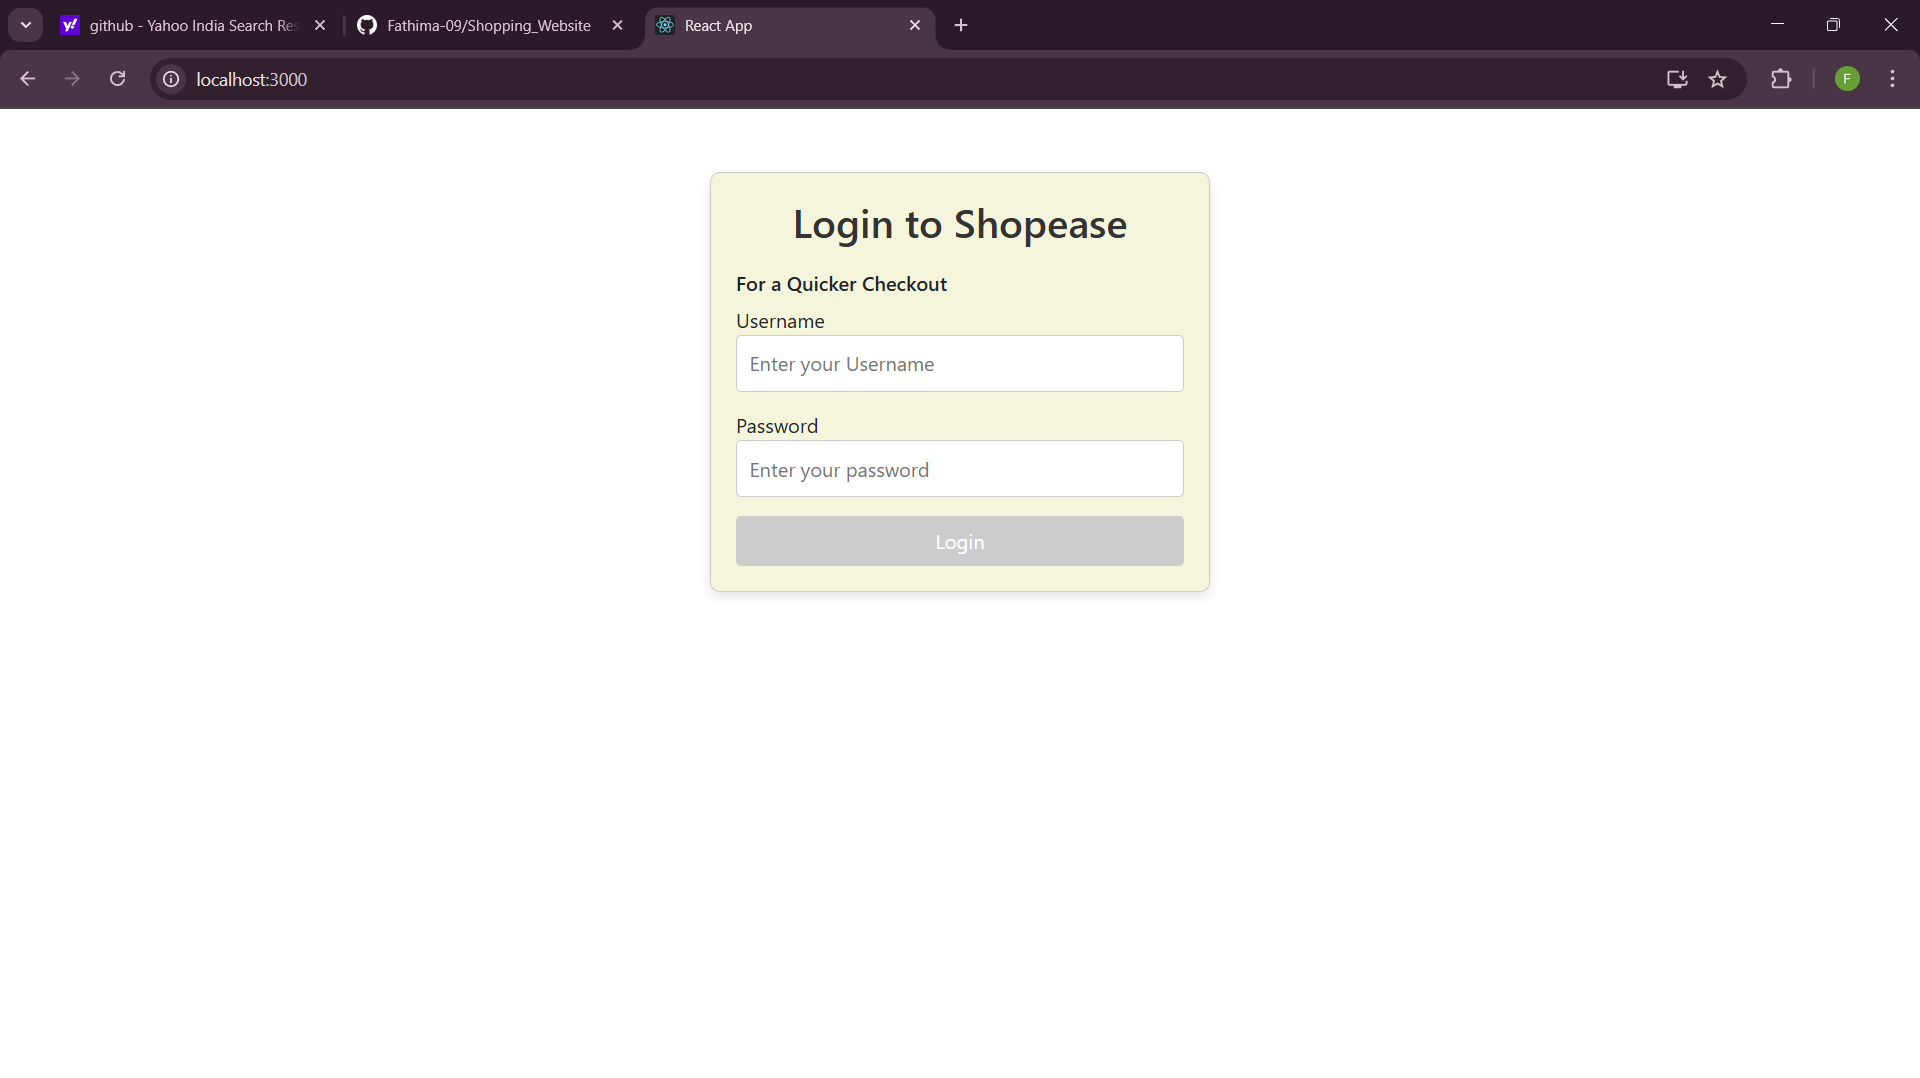 github - Yahoo India Search Res
Fathima-09/Shopping_Website
React App
localhost:3000
F
Login to Shopease
For a Quicker Checkout
Username
Enter your Username
Password
Enter your password
Login